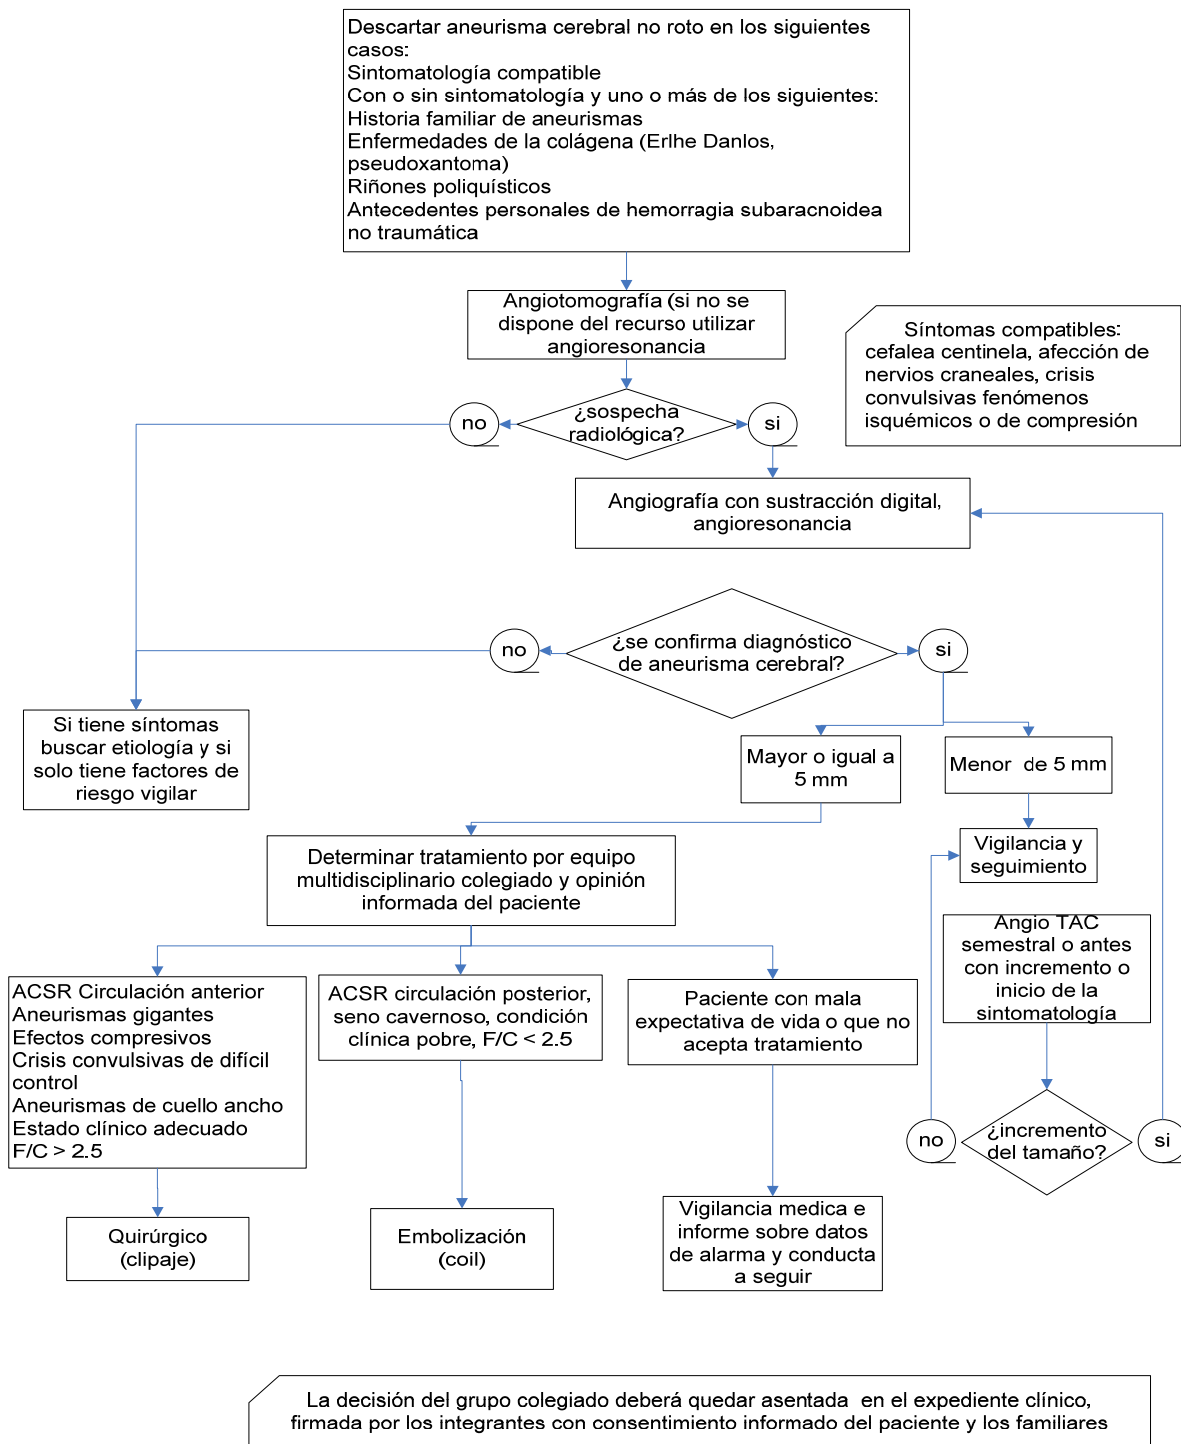 Descartar aneurisma cerebral no roto en los siguientes
casos:
Sintomatología compatible
Con o sin sintomatología y uno o más de los siguientes:
Historia familiar de aneurismas
Enfermedades de la colágena (Erlhe Danlos,
pseudoxantoma)
Riñones poliquísticos
Antecedentes personales de hemorragia subaracnoidea
no traumática
Angiotomografía (si no se
dispone del recurso utilizar
angioresonancia
Síntomas compatibles:
cefalea centinela, afección de
nervios craneales, crisis
convulsivas fenómenos
isquémicos o de compresión
no
¿sospecha
radiológica?
si
Angiografía con sustracción digital,
angioresonancia
no
¿se confirma diagnóstico
de aneurisma cerebral?
si
Si tiene síntomas
buscar etiología y si
solo tiene factores de
riesgo vigilar
Mayor o igual a
5 mm
Menor de 5 mm
Determinar tratamiento por equipo
multidisciplinario colegiado y opinión
informada del paciente
Vigilancia y
seguimiento
Angio TAC
semestral o antes
con incremento o
inicio de la
sintomatología
ACSR Circulación anterior
Aneurismas gigantes
Efectos compresivos
Crisis convulsivas de difícil
control
Aneurismas de cuello ancho
Estado clínico adecuado
F/C > 2.5
ACSR circulación posterior,
seno cavernoso, condición
clínica pobre, F/C < 2.5
Paciente con mala
expectativa de vida o que no
acepta tratamiento
no
¿incremento
del tamaño?
si
Quirúrgico
(clipaje)
Embolización
(coil)
Vigilancia medica e
informe sobre datos
de alarma y conducta
a seguir
La decisión del grupo colegiado deberá quedar asentada en el expediente clínico,
firmada por los integrantes con consentimiento informado del paciente y los familiares